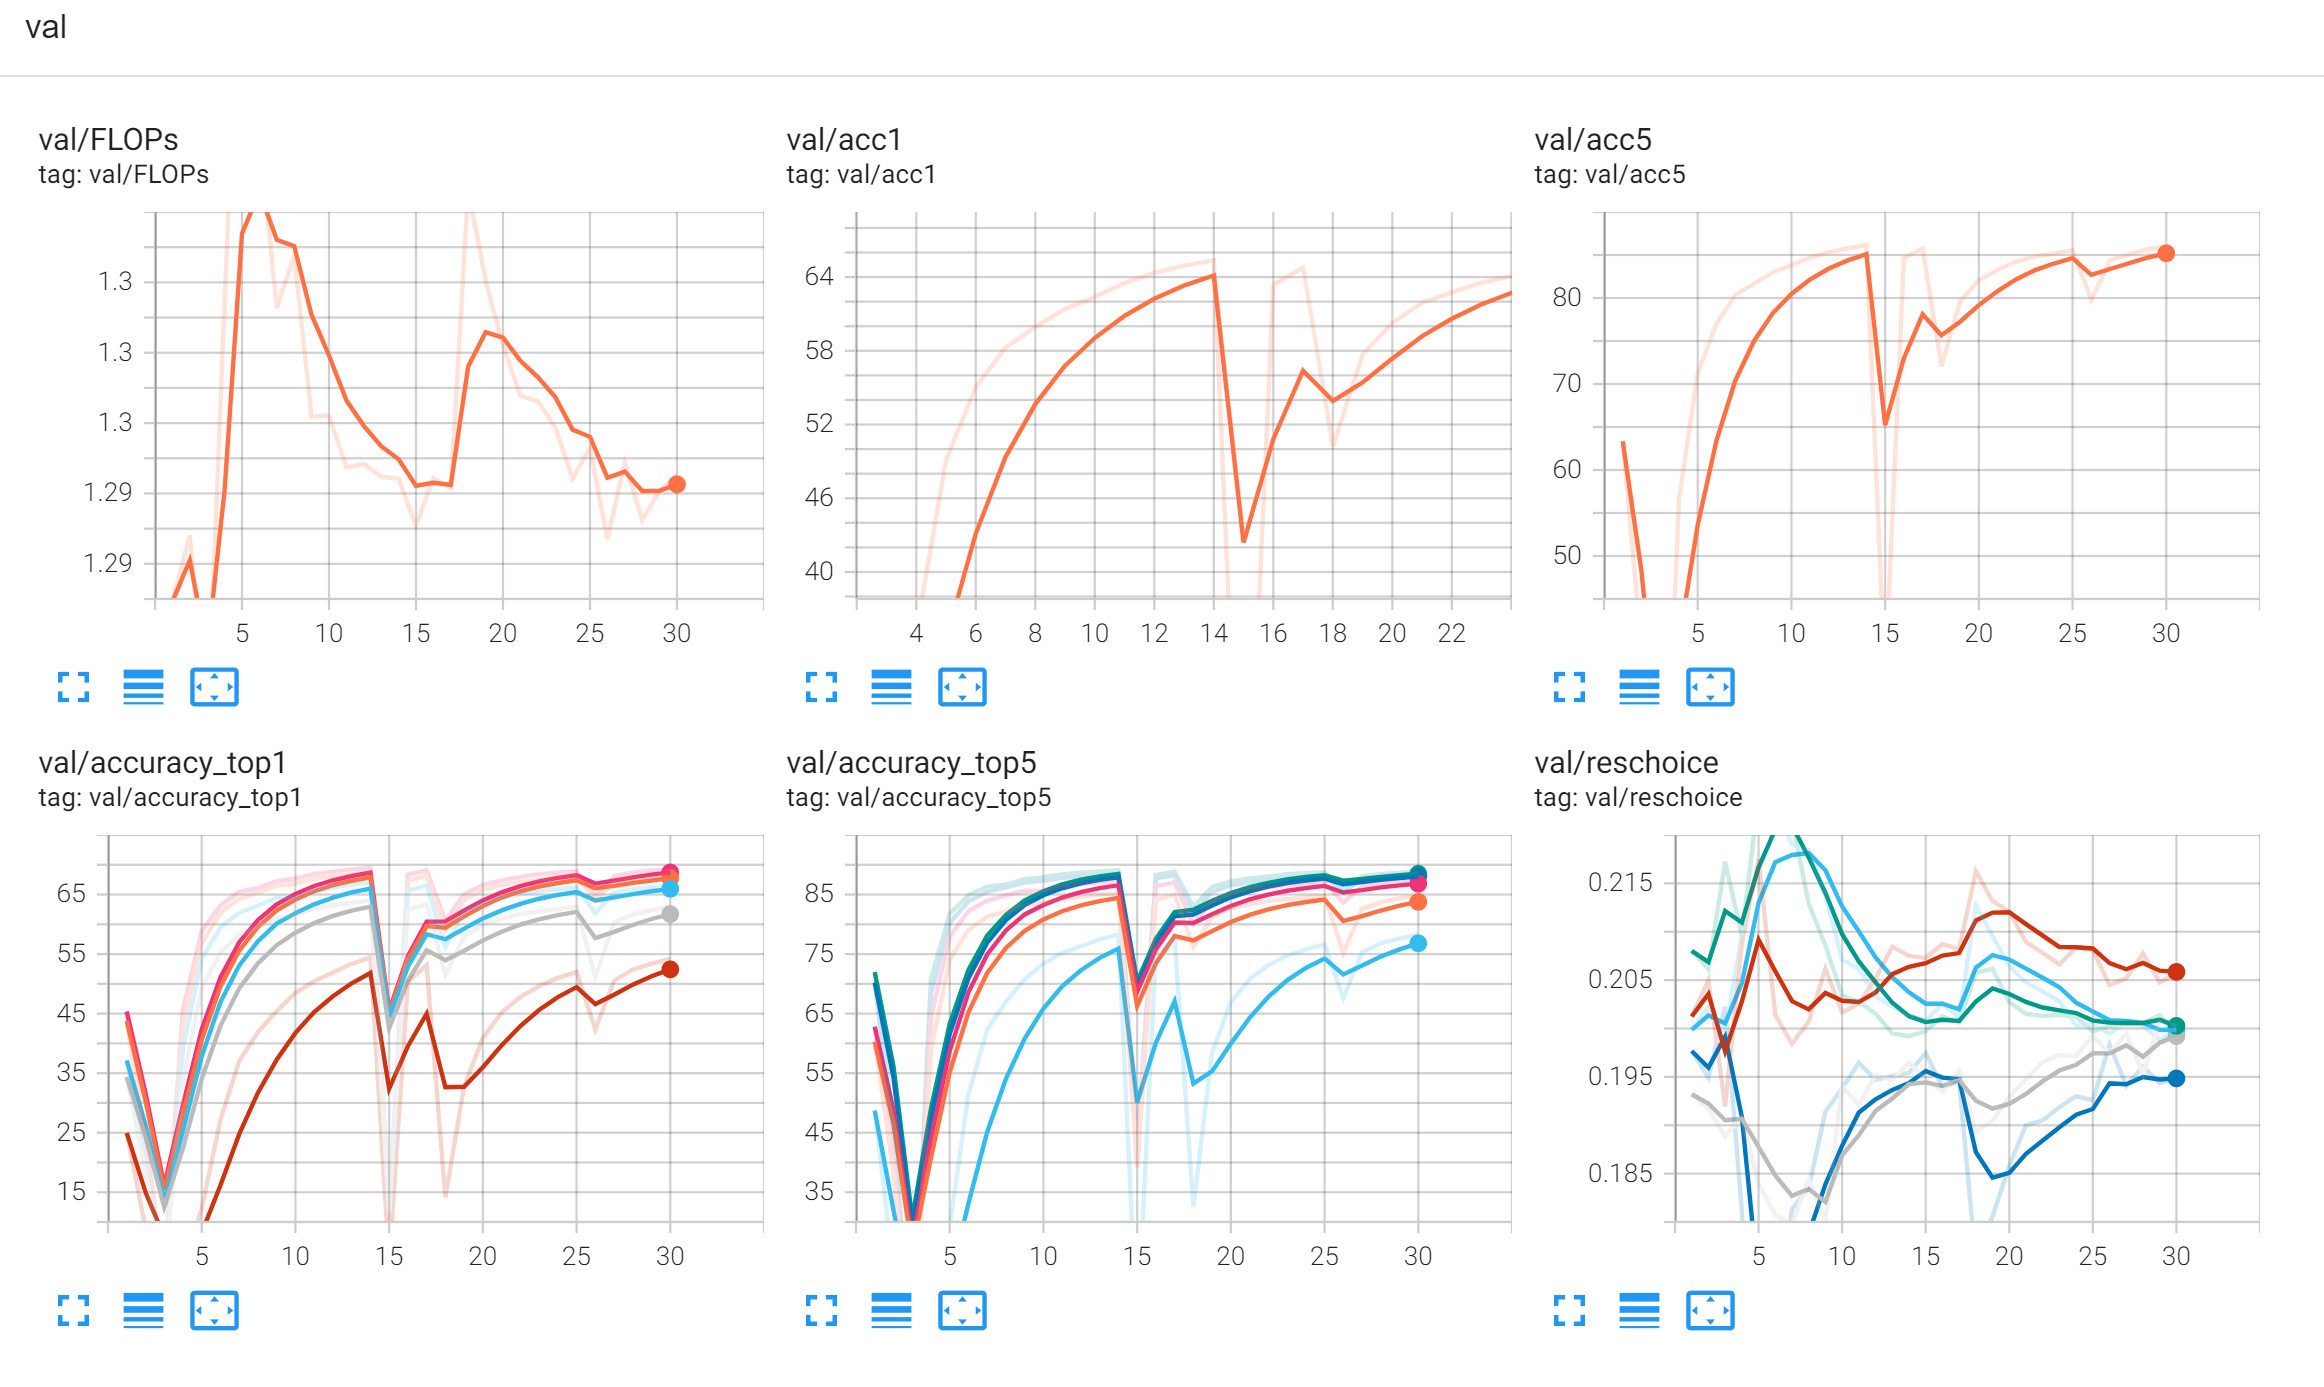 val
val/FLOPs
tag: val/FLOPs
1.3
1.3
1.3
1.29
1.29
5 10 15 20 25 30
val/acc1
tag: val/acc1
64
58
52
46
40
4 6 8 10 12 14 16 18 20 22
val/acc5
tag: val/acc5
80
70
60
50
5 10 15 20 25 30
val/accuracy_top1
tag: val/accuracy_top1
65
55
45
35
25
15
5 10 15 20 25 30
val/accuracy_top5
tag: val/accuracy_top5
85
75
65
55
45
35
5 10 15 20 25 30
val/reschoice
tag: val/reschoice
0.215
0.205
0.195
0.185
5 10 15 20 25 30